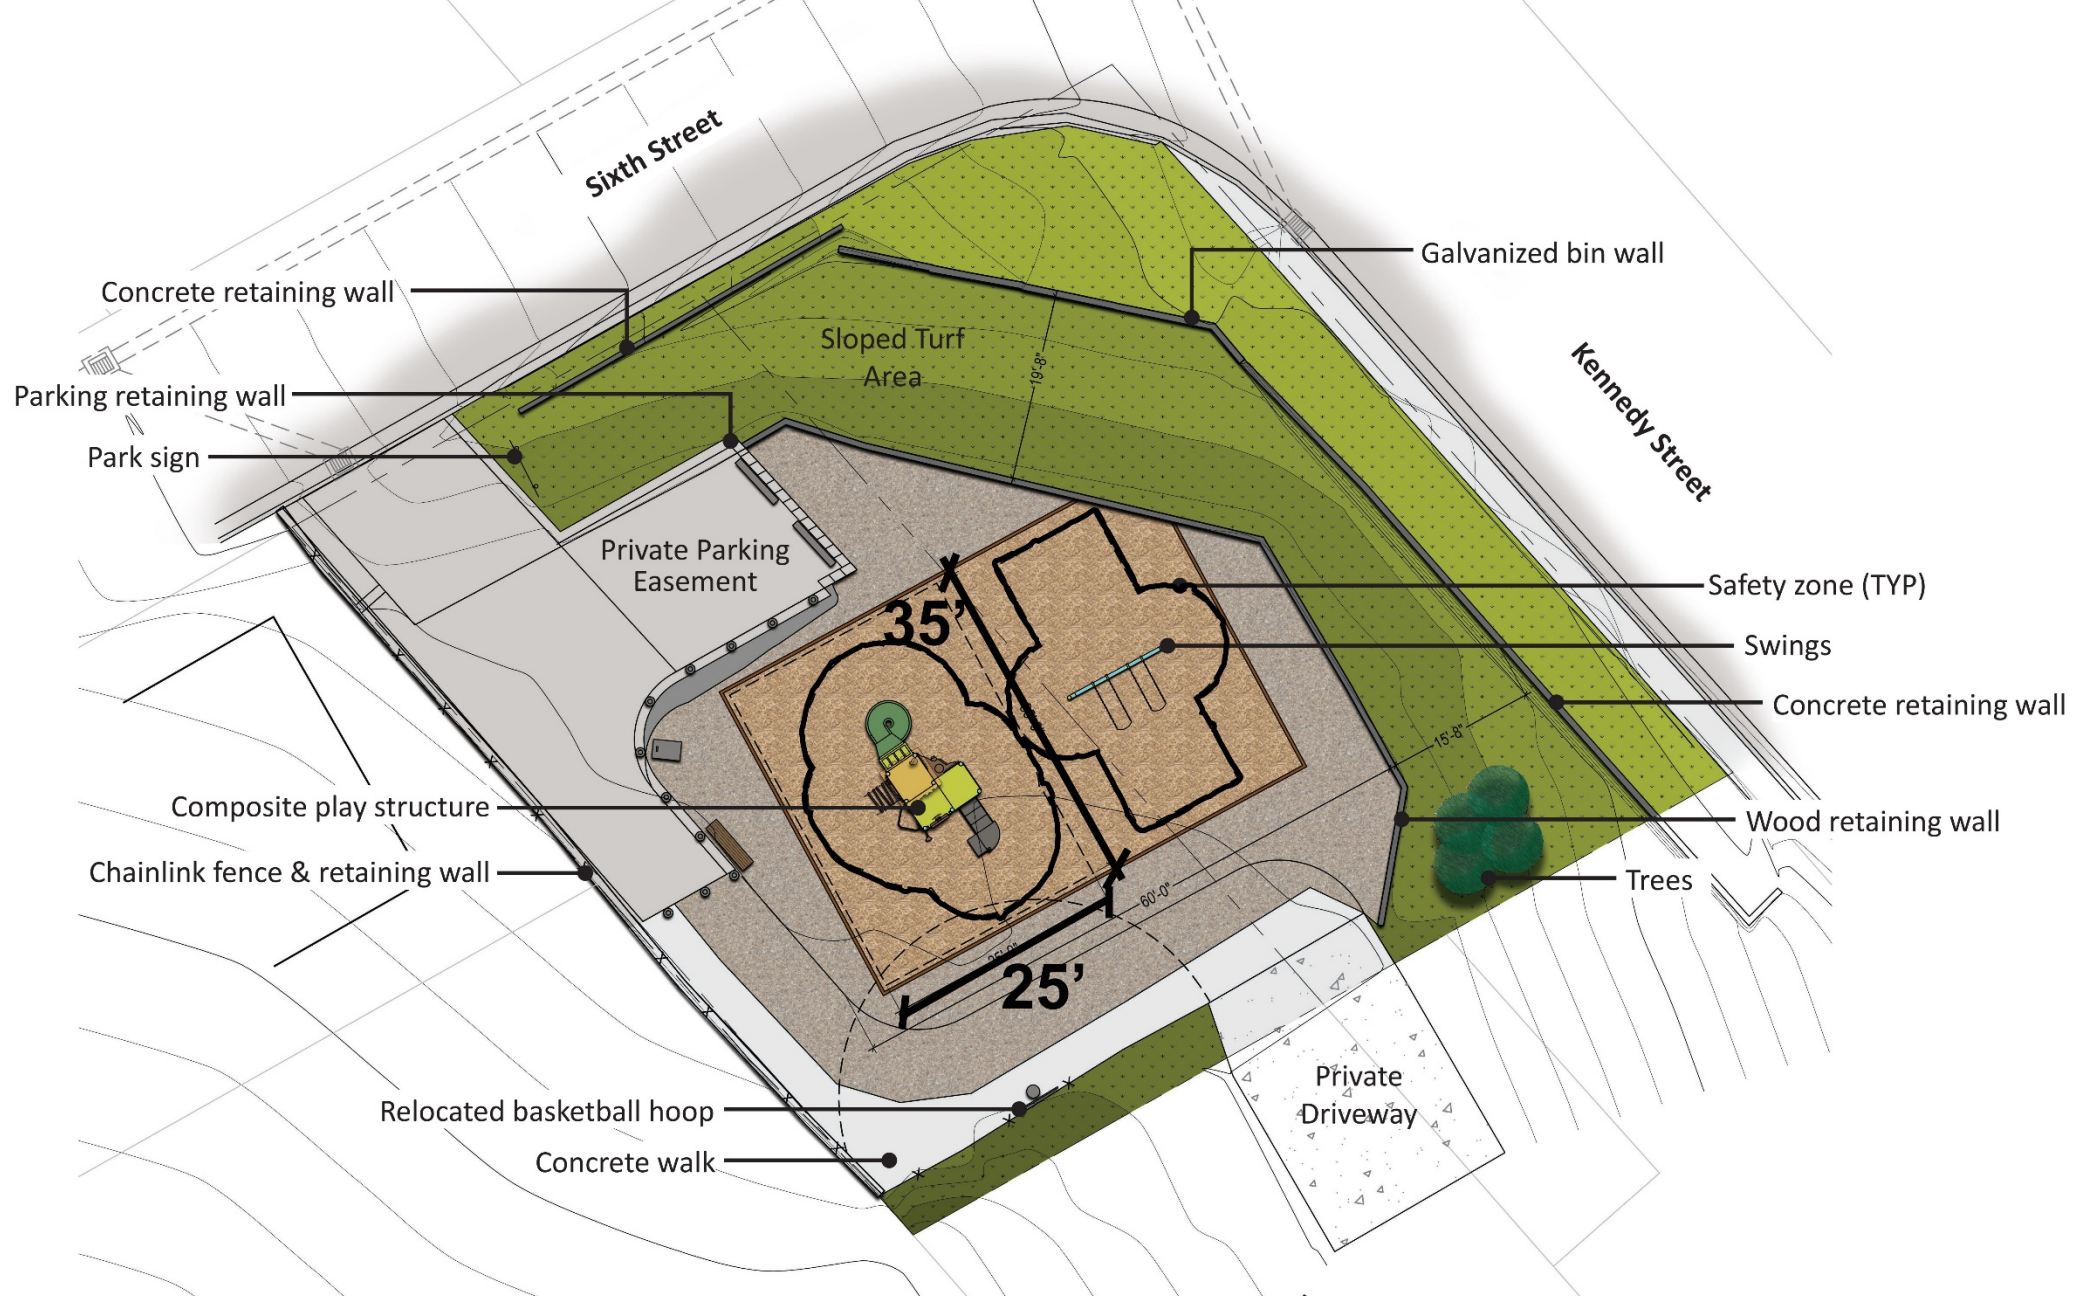 Sixth Street
Galvanized bin wall
Concrete retaining wall
Sloped Turf
Area
19'-8"
Kennedy Street
Parking retaining wall
Park sign
Private Parking
Easement
35'
Safety zone (TYP)
Swings
Concrete retaining wall
15'-8"
Composite play structure
Wood retaining wall
Chainlink fence & retaining wall
Trees
60'-0"
25'
Private
Driveway
Relocated basketball hoop
Concrete walk